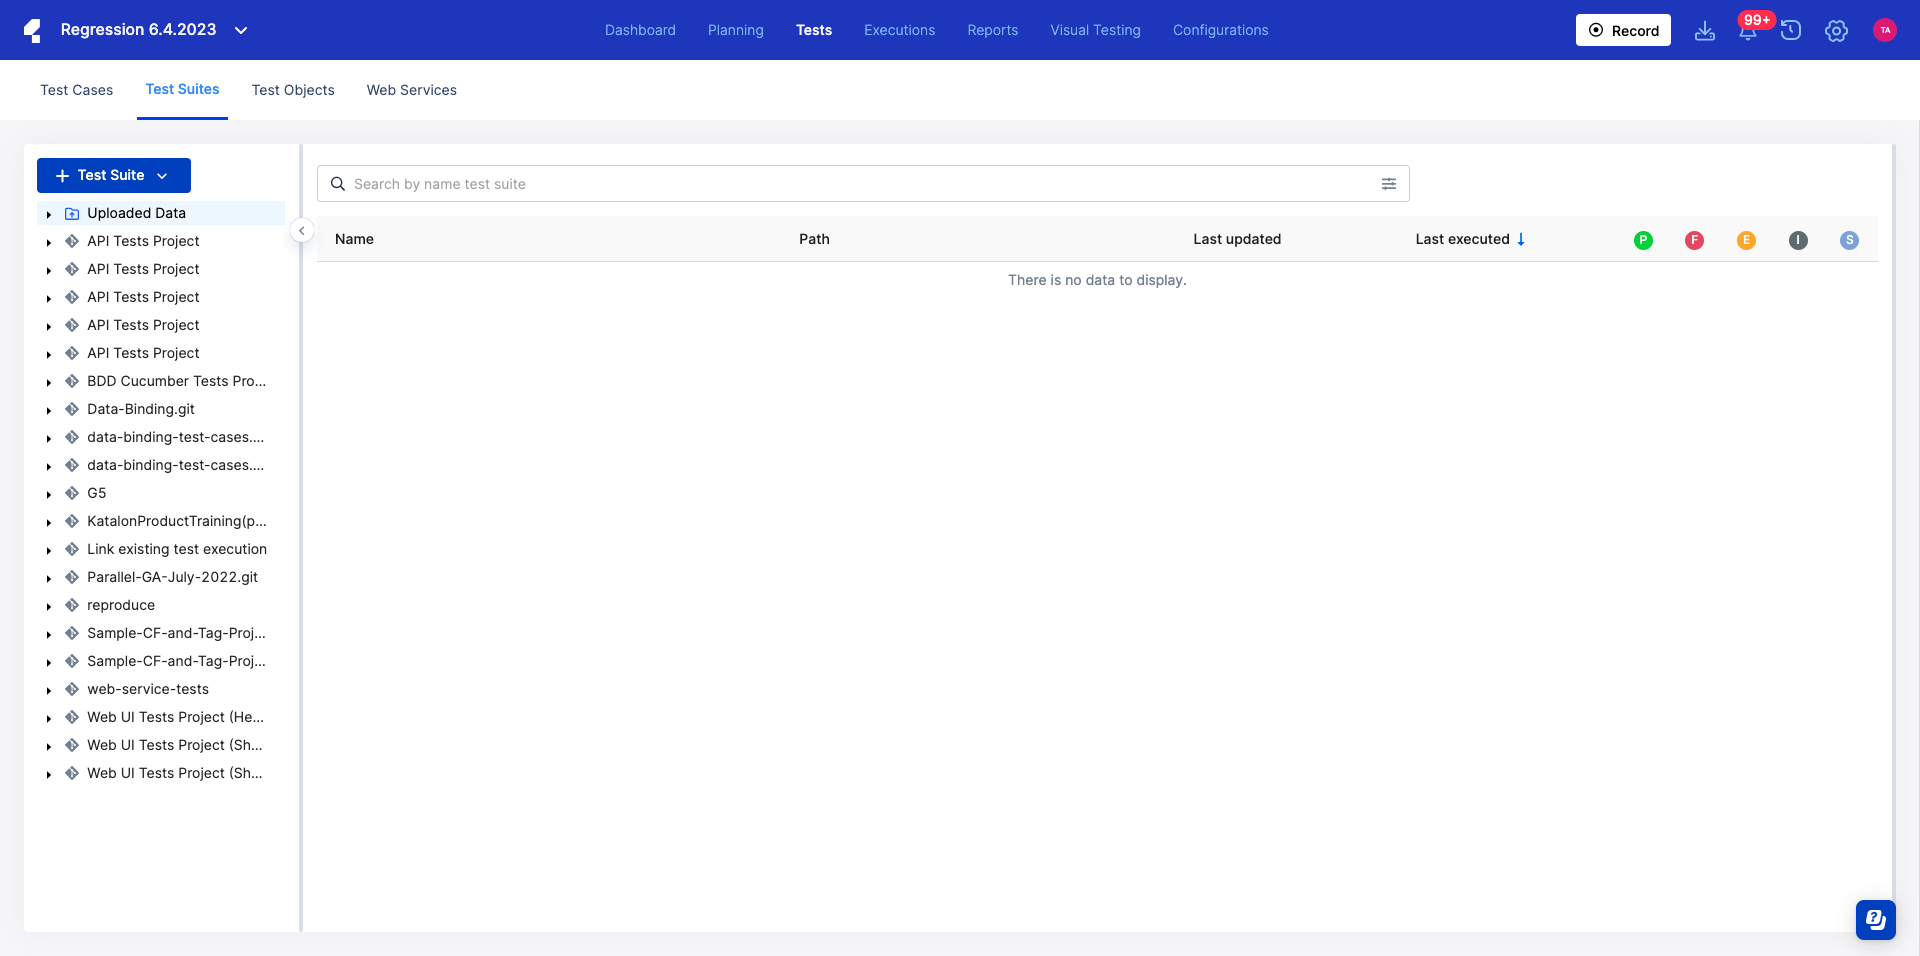 Regression 6.4.2023
Dashboard Planning Tests Executions Reports Visual Testing Configurations
Record
99+
TA
Test Cases Test Suites Test Objects Web Services
Test Suite
Uploaded Data
API Tests Project
API Tests Project
API Tests Project
API Tests Project
API Tests Project
BDD Cucumber Tests Pro...
Data-Binding.git
data-binding-test-cases....
data-binding-test-cases....
G5
KatalonProductTraining(p...
Link existing test execution
Parallel-GA-July-2022.git
reproduce
Sample-CF-and-Tag-Proj...
Sample-CF-and-Tag-Proj...
web-service-tests
Web UI Tests Project (He...
Web UI Tests Project (Sh...
Web UI Tests Project (Sh...
Search by name test suite
Name Path Last updated Last executed P F E I S
There is no data to display.